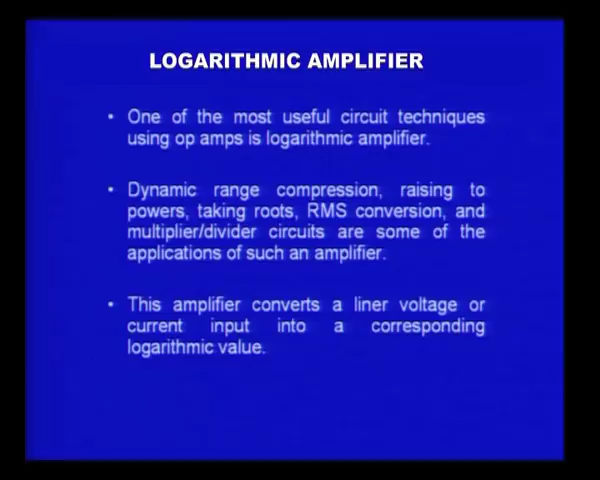 LOGARITHMIC AMPLIFIER
• One of the most useful circuit techniques
using op amps is logarithmic amplifier.
• Dynamic range compression, raising to
powers, taking roots, RMS conversion, and
multiplier/divider circuits are some of the
applications of such an amplifier.
• This amplifier converts a liner voltage or
current input into a corresponding
logarithmic value.